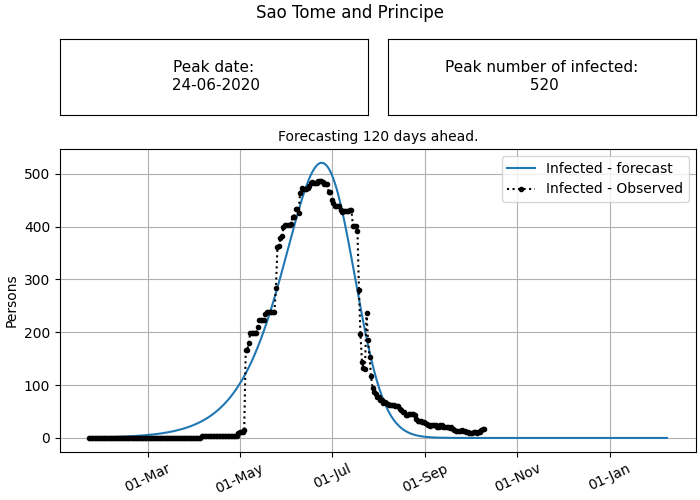 Sao Tome and Principe
Peak date:
24-06-2020
Peak number of infected:
520
Forecasting 120 days ahead.
Infected - forecast
Infected - Observed
Persons
500
400
300
200
100
0
01-Mar
01-May
01-Jul
01-Sep
01-Nov
01-Jan